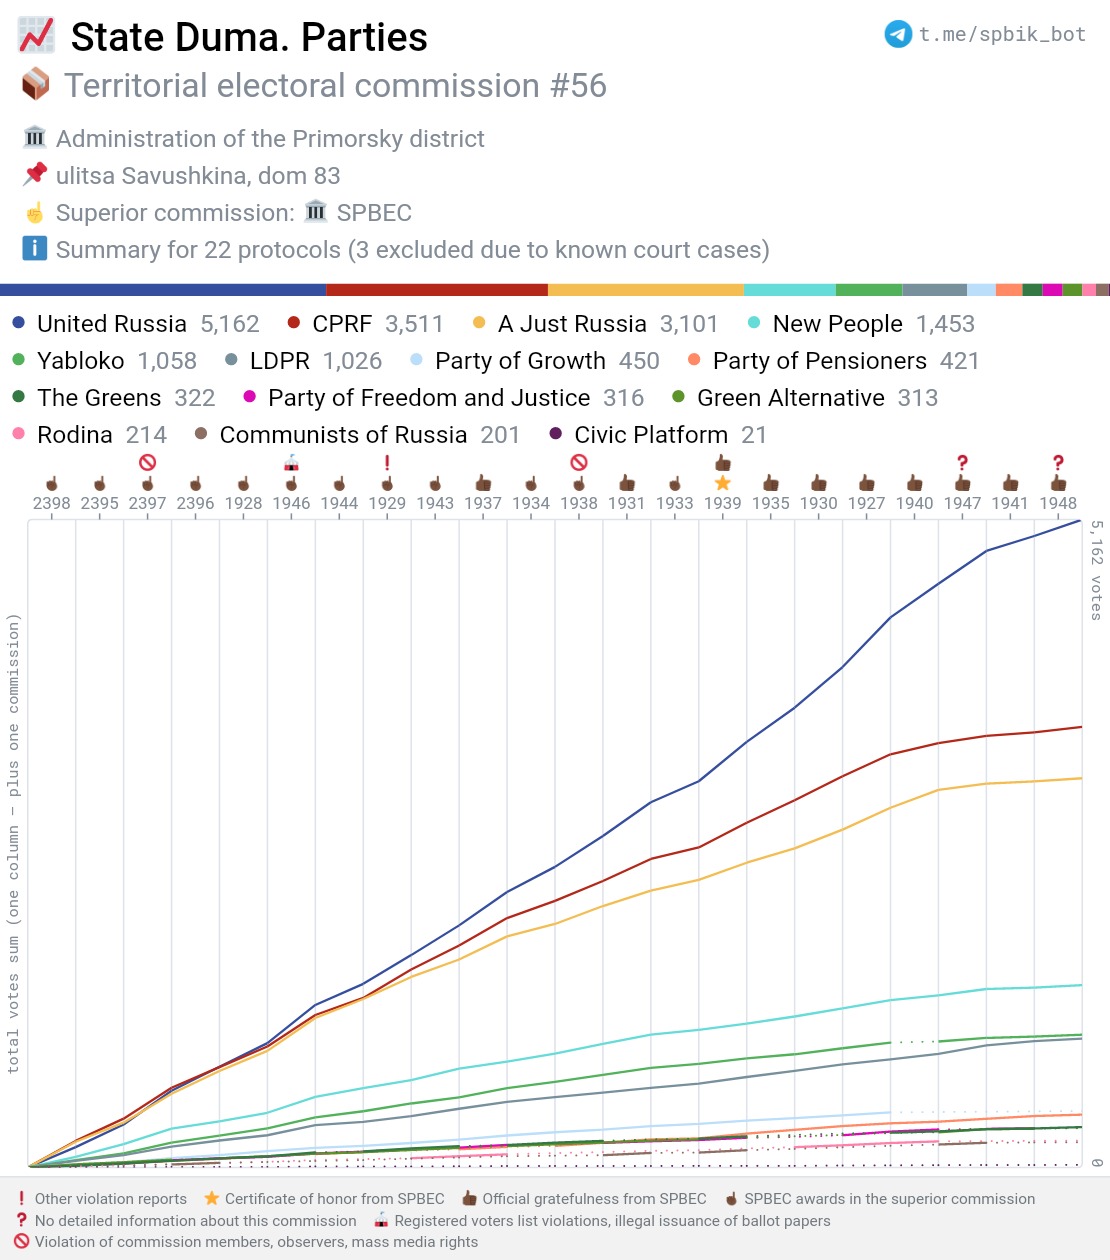 State Duma. Parties
t.me/spbik_bot
Territorial electoral commission #56
Administration of the Primorsky district
ulitsa Savushkina, dom 83
Superior commission: SPBEC
Summary for 22 protocols (3 excluded due to known court cases)
United Russia 5,162 CPRF 3,511 A Just Russia 3,101 New People 1,453
Yabloko 1,058 LDPR 1,026 Party of Growth 450 Party of Pensioners 421
The Greens 322 Party of Freedom and Justice 316 Green Alternative 313
Rodina 214 Communists of Russia 201 Civic Platform 21
2398 2395 2397 2396 1928 1946 1944 1929 1943 1937 1934 1938 1931 1933 1939 1935 1930 1927 1940 1947 1941 1948
5,162 votes
total votes sum (one column — plus one commission)
0
Other violation reports Certificate of honor from SPBEC Official gratefulness from SPBEC SPBEC awards in the superior commission
No detailed information about this commission Registered voters list violations, illegal issuance of ballot papers
Violation of commission members, observers, mass media rights